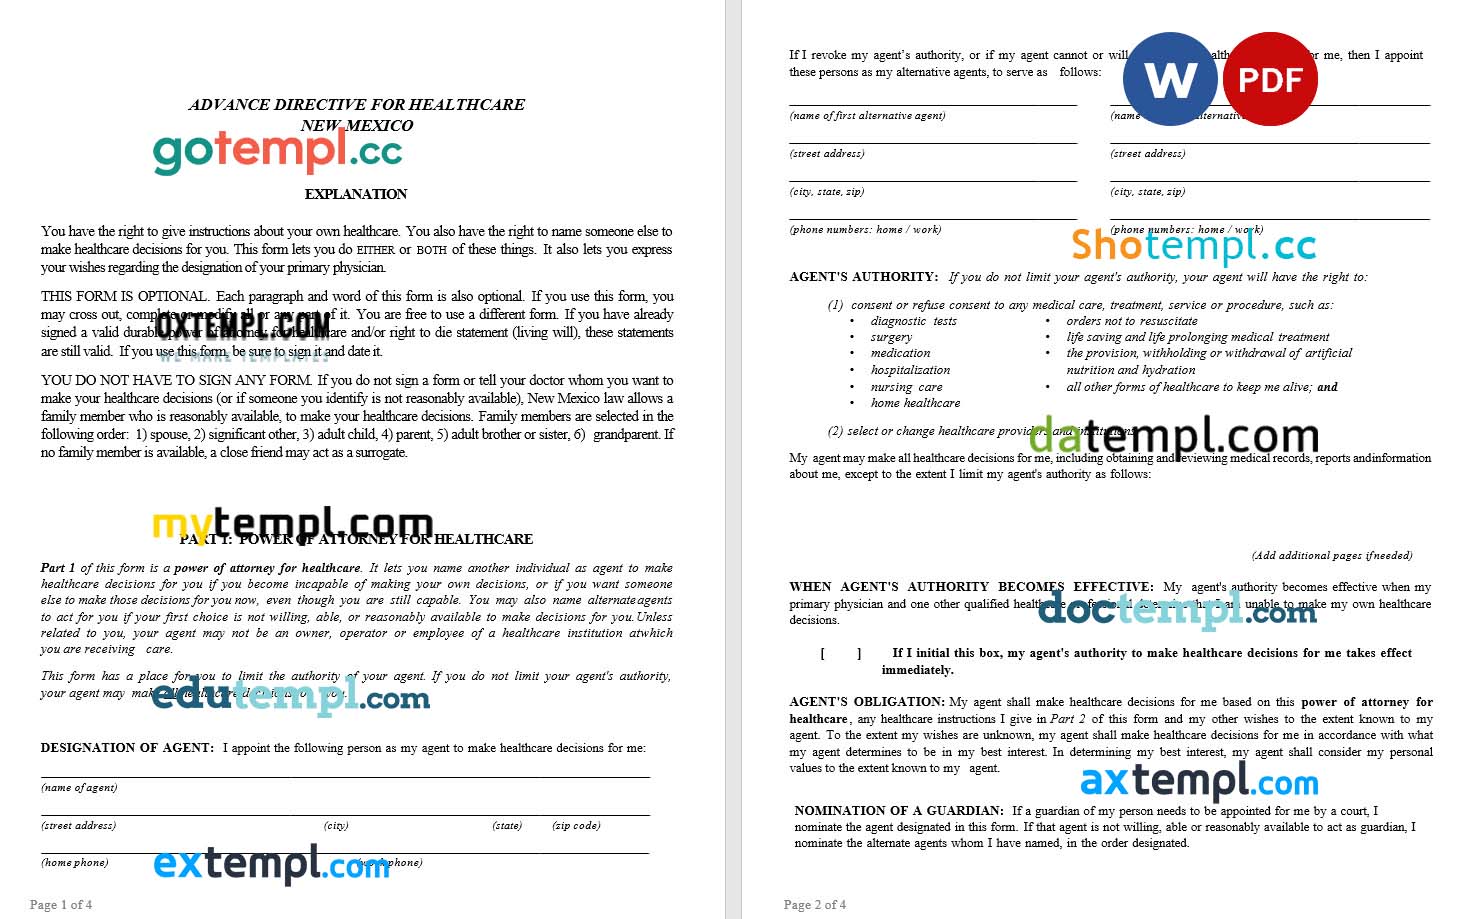 ADVANCE DIRECTIVE FOR HEALTHCARE
NEW MEXICO
gotempl.cc
EXPLANATION
You have the right to give instructions about your own healthcare. You also have the right to name someone else to
make healthcare decisions for you. This form lets you do EITHER or BOTH of these things. It also lets you express
your wishes regarding the designation of your primary physician.
THIS FORM IS OPTIONAL. Each paragraph and word of this form is also optional. If you use this form, you
may cross out, complete or modify all or any part of it. You are free to use a different form. If you have already
OXTEMPL.COM
signed a valid durable power of attorney for healthcare and/or right to die statement (living will), these statements
are still valid. If you use this form, be sure to sign it and date it.
WE MAKE TEMPLATES
YOU DO NOT HAVE TO SIGN ANY FORM. If you do not sign a form or tell your doctor whom you want to
make your healthcare decisions (or if someone you identify is not reasonably available), New Mexico law allows a
family member who is reasonably available, to make your healthcare decisions. Family members are selected in the
following order: 1) spouse, 2) significant other, 3) adult child, 4) parent, 5) adult brother or sister, 6) grandparent. If
no family member is available, a close friend may act as a surrogate.
mytempl.com
PART 1: POWER OF ATTORNEY FOR HEALTHCARE
Part 1 of this form is a power of attorney for healthcare. It lets you name another individual as agent to make
healthcare decisions for you if you become incapable of making your own decisions, or if you want someone
else to make those decisions for you now, even though you are still capable. You may also name alternate agents
to act for you if your first choice is not willing, able, or reasonably available to make decisions for you. Unless
related to you, your agent may not be an owner, operator or employee of a healthcare institution atwhich
you are receiving care.
This form has a place for you to limit the authority of your agent. If you do not limit your agent's authority,
your agent may make all healthcare decisions for you.
edutempl.com
DESIGNATION OF AGENT: I appoint the following person as my agent to make healthcare decisions for me:
(name of agent)
(street address) (city) (state) (zip code)
(home phone) (work phone)
extempl.com
Page 1 of 4
If I revoke my agent's authority, or if my agent cannot or will for me, then I appoint
these persons as my alternative agents, to serve as follows:
W PDF
(name of first alternative agent) (name alternative
(street address) (street address)
(city, state, zip) (city, state, zip)
(phone numbers: home / work) (phone numbers: home / work)
Shotempl.cc
AGENT'S AUTHORITY: If you do not limit your agent's authority, your agent will have the right to:
(1) consent or refuse consent to any medical care, treatment, service or procedure, such as:
• diagnostic tests • orders not to resuscitate
• surgery • life saving and life prolonging medical treatment
• medication • the provision, withholding or withdrawal of artificial
• hospitalization nutrition and hydration
• nursing care • all other forms of healthcare to keep me alive; and
• home healthcare
(2) select or change healthcare providers and institutions.
datempl.com
My agent may make all healthcare decisions for me, including obtaining and reviewing medical records, reports andinformation
about me, except to the extent I limit my agent's authority as follows:
(Add additional pages if needed)
WHEN AGENT'S AUTHORITY BECOMES EFFECTIVE: My agent's authority becomes effective when my
primary physician and one other qualified healthcare professional determine that I am unable to make my own healthcare
decisions.
doctempl.com
[ ] If I initial this box, my agent's authority to make healthcare decisions for me takes effect
immediately.
AGENT'S OBLIGATION: My agent shall make healthcare decisions for me based on this power of attorney for
healthcare, any healthcare instructions I give in Part 2 of this form and my other wishes to the extent known to my
agent. To the extent my wishes are unknown, my agent shall make healthcare decisions for me in accordance with what
my agent determines to be in my best interest. In determining my best interest, my agent shall consider my personal
values to the extent known to my agent.
axtempl.com
NOMINATION OF A GUARDIAN: If a guardian of my person needs to be appointed for me by a court, I
nominate the agent designated in this form. If that agent is not willing, able or reasonably available to act as guardian, I
nominate the alternate agents whom I have named, in the order designated.
Page 2 of 4